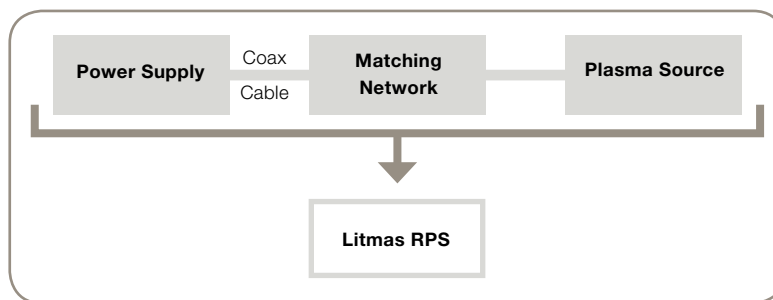 Power Supply
Coax
Cable
Matching
Network
Plasma Source
Litmas RPS